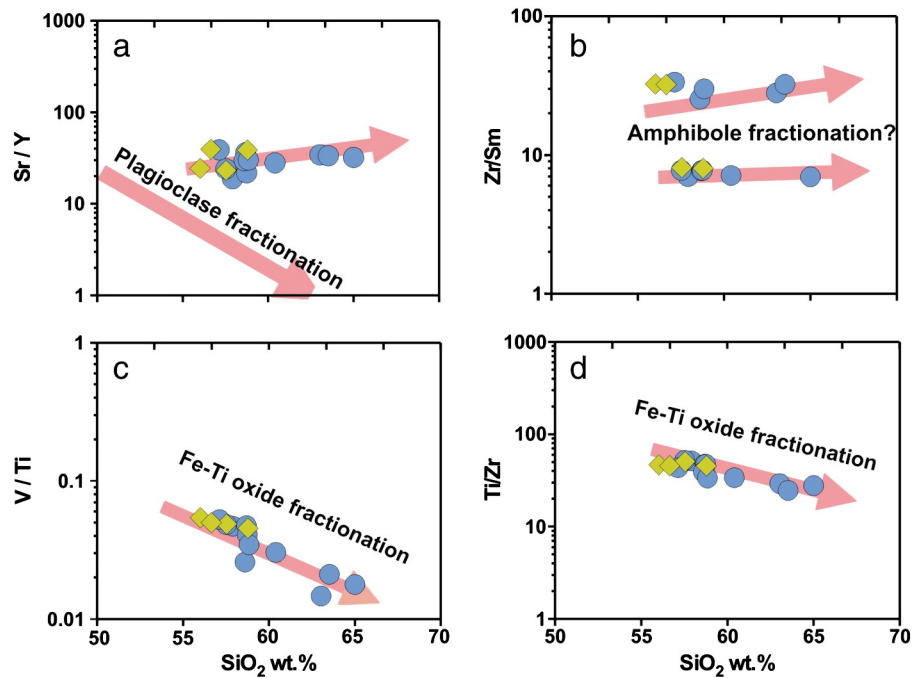 a
1000
100
10
1
Sr / Y
Plagioclase fractionation
b
100
10
1
Zr/Sm
Amphibole fractionation?
c
1
0.1
0.01
V / Ti
Fe-Ti oxide fractionation
50 55 60 65 70
SiO2 wt.%
d
1000
100
10
1
Ti/Zr
Fe-Ti oxide fractionation
50 55 60 65 70
SiO2 wt.%